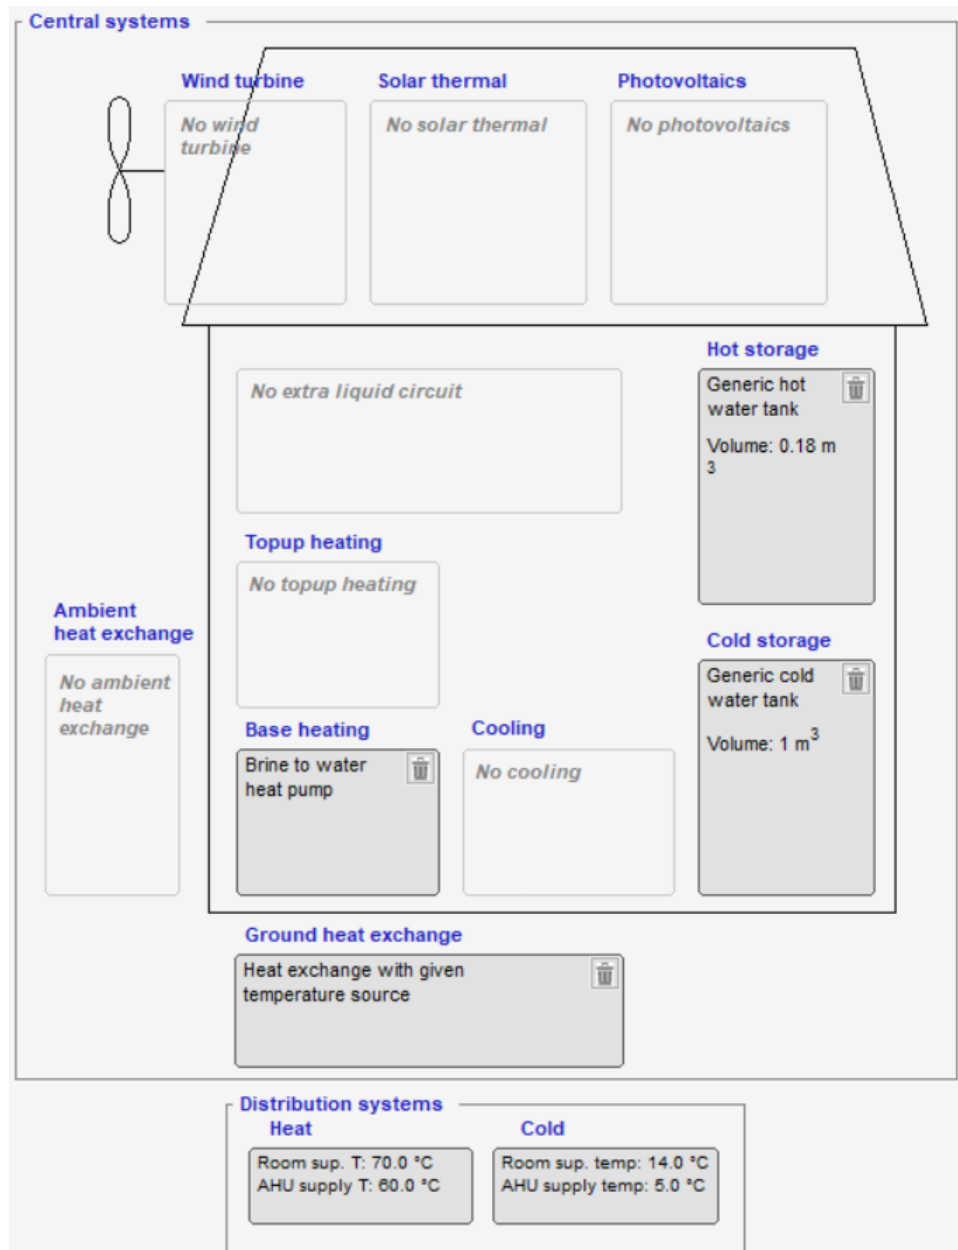 Central systems
Wind turbine
Solar thermal
Photovoltaics
No wind
turbine
No solar thermal
No photovoltaics
Hot storage
No extra liquid circuit
Generic hot
water tank
Volume: 0.18 m
3
Topup heating
No topup heating
Ambient
heat exchange
No ambient
heat
exchange
Cold storage
Generic cold
water tank
Volume: 1 m³
Base heating
Brine to water
heat pump
Cooling
No cooling
Ground heat exchange
Heat exchange with given
temperature source
Distribution systems
Heat
Room sup. T: 70.0 °C
AHU supply T: 60.0 °C
Cold
Room sup. temp: 14.0 °C
AHU supply temp: 5.0 °C